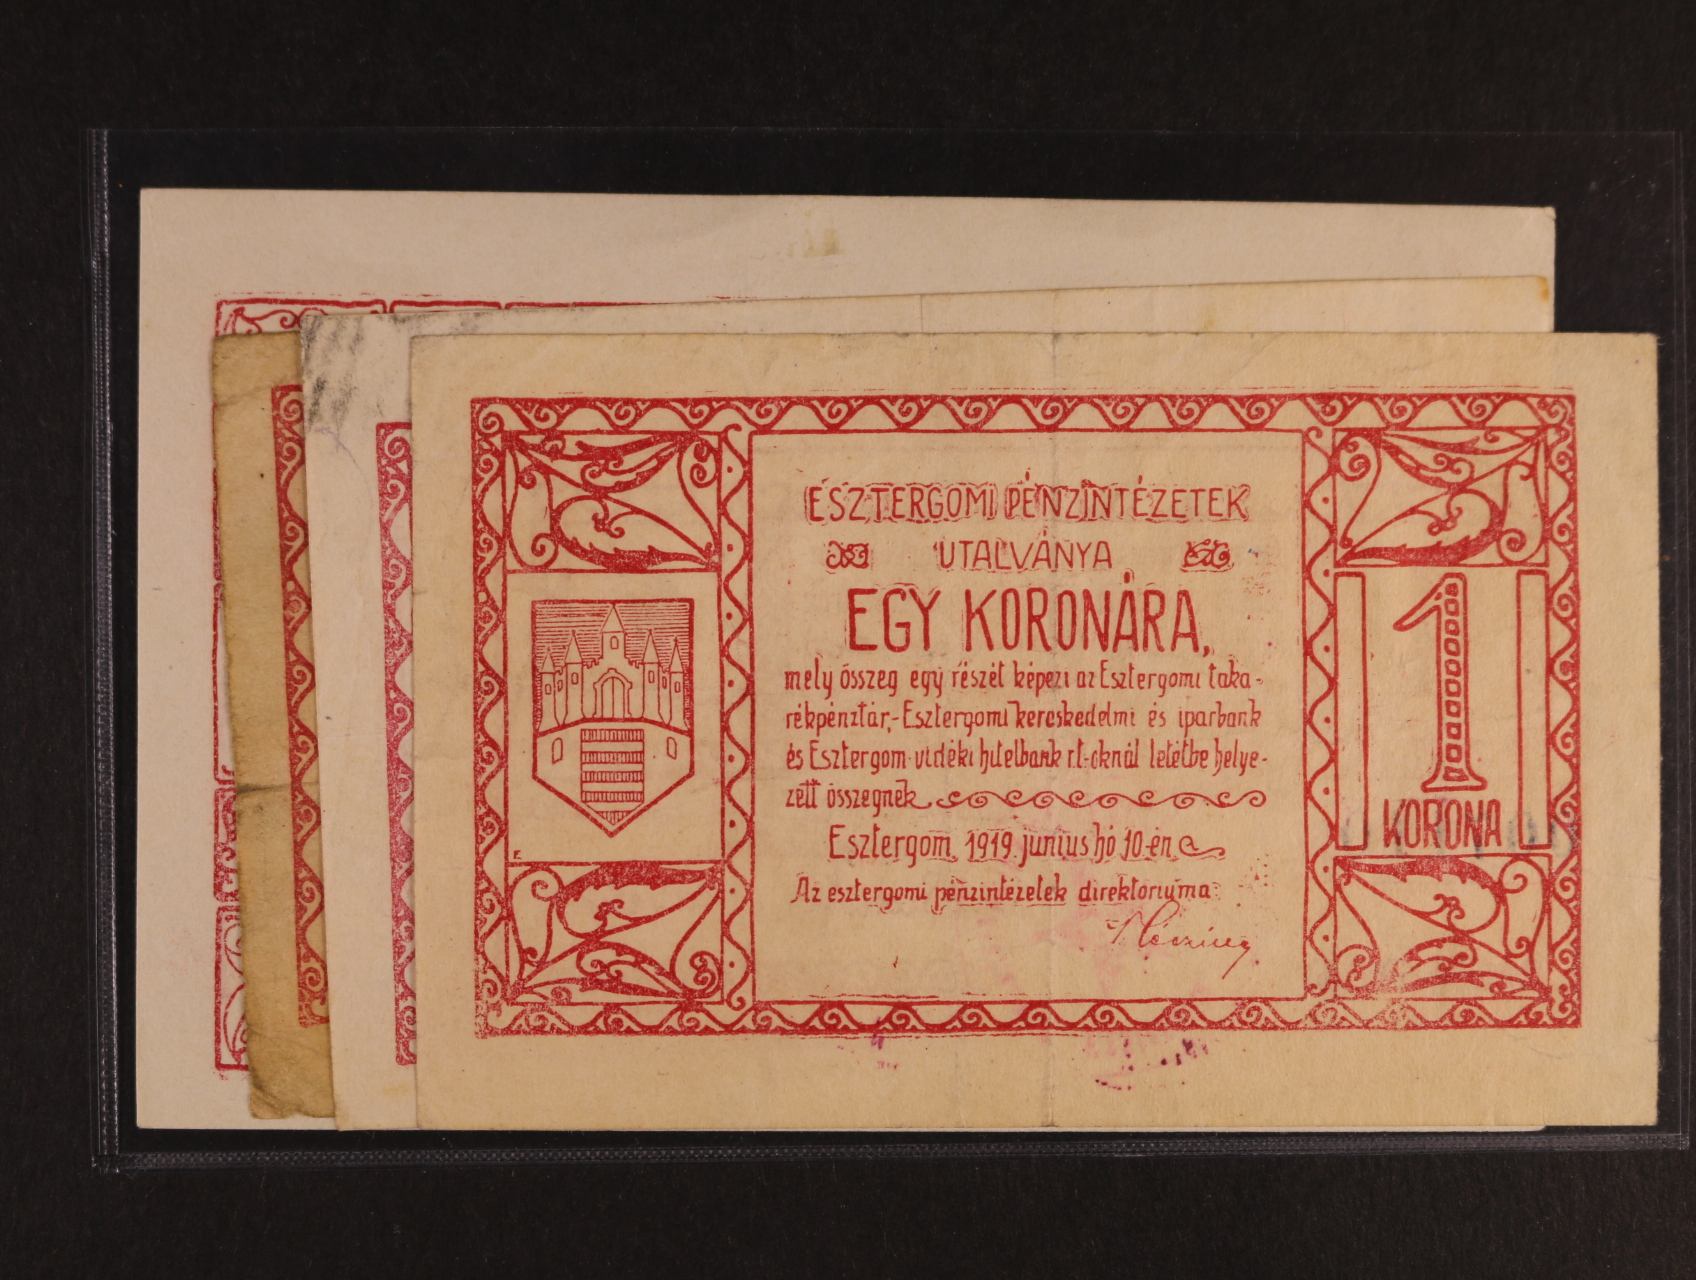 ESZTERGOMI PÉNZINTÉZETEK
UTALVÁNYA
EGY KORONÁRA,
mely összeg egy részét képezi az Esztergomi taka-
rékpénztár,-Esztergomi kereskedelmi és iparbank
és Esztergom-vidéki hitelbank r.t.-oknál letétbe helye-
zett összegnek
Esztergom, 1919. junius hó 10-én
Az esztergomi pénzintézetek direktoriuma:
1
KORONA
F.